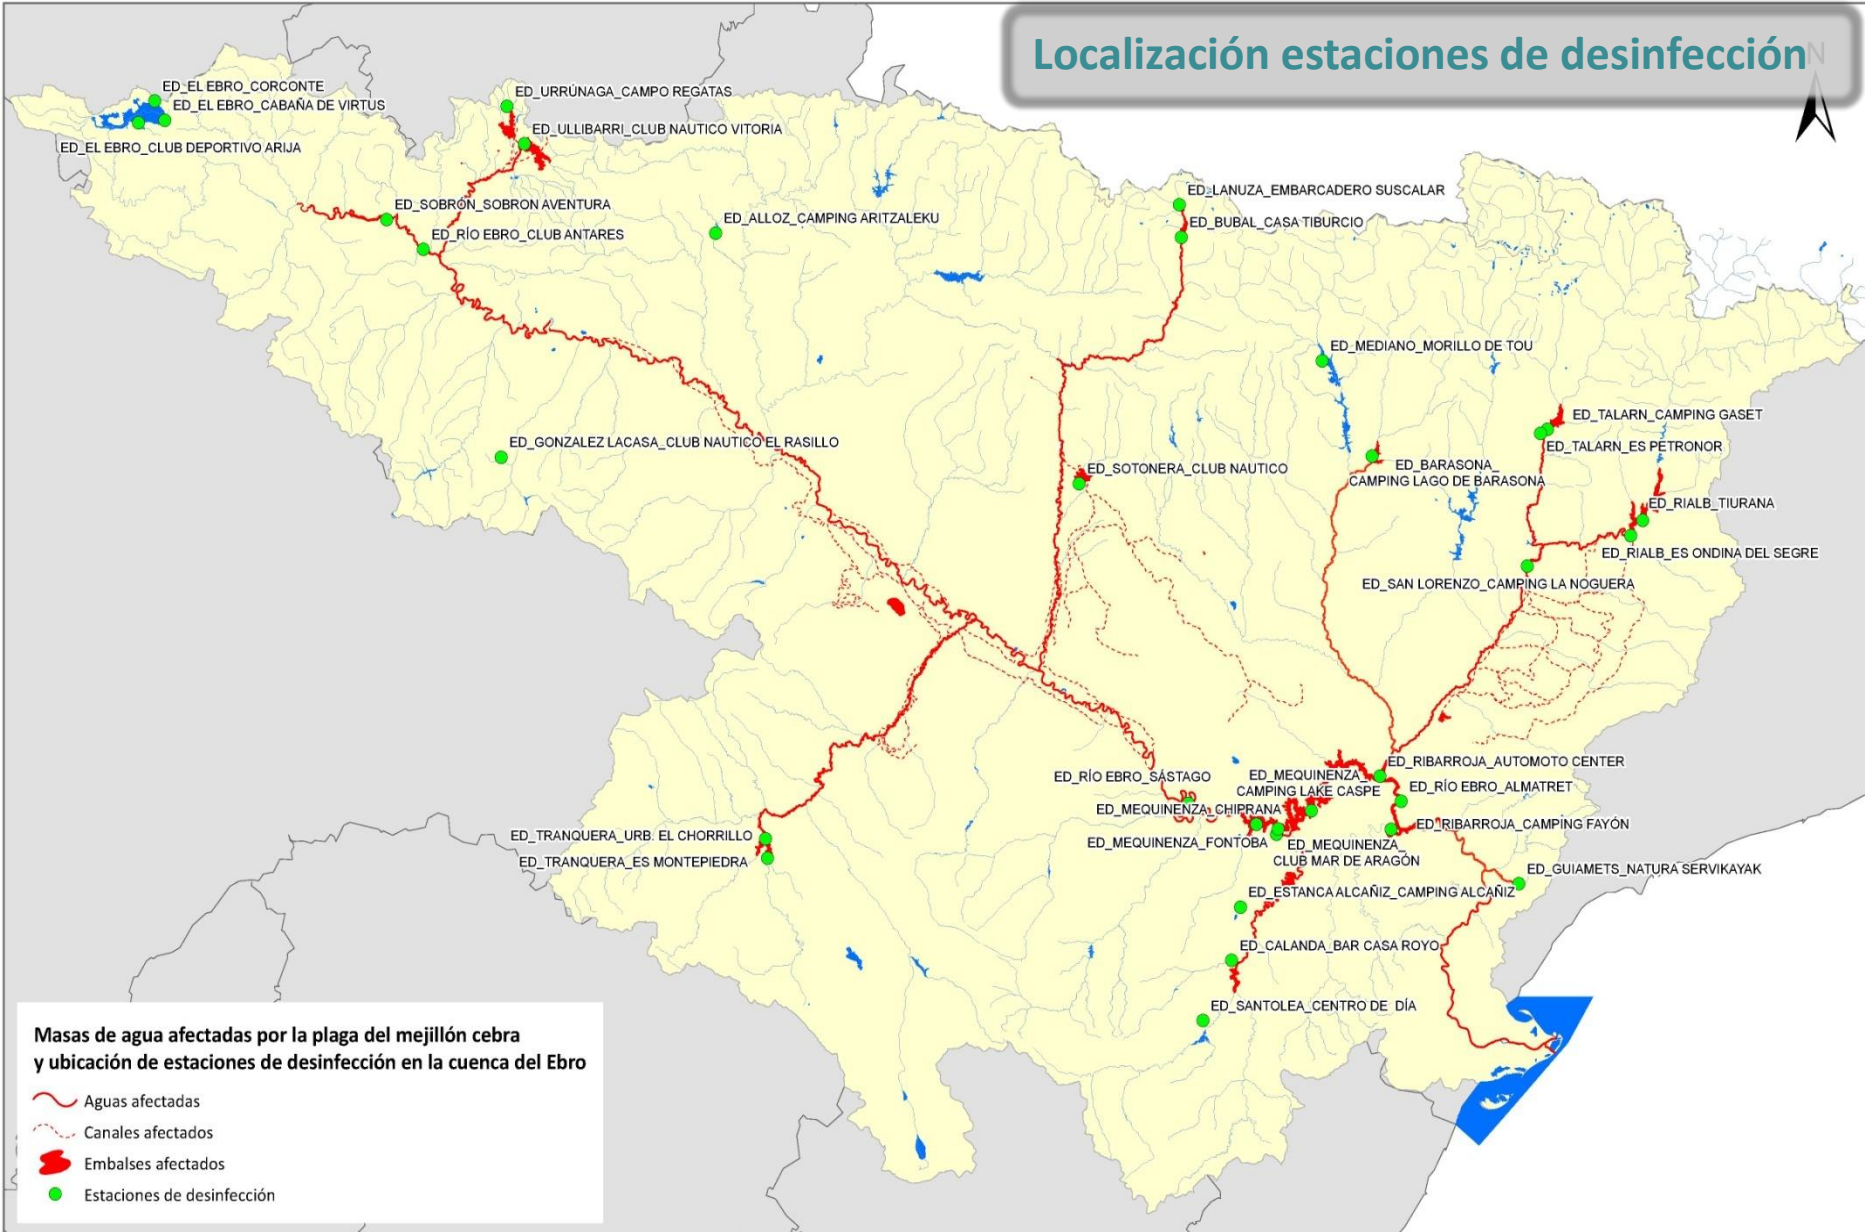 Localización estaciones de desinfección
N
ED_EL EBRO_CORCONTE
ED_EL EBRO_CABAÑA DE VIRTUS
ED_EL EBRO_CLUB DEPORTIVO ARIJA
ED_URRÚNAGA_CAMPO REGATAS
ED_ULLIBARRI_CLUB NAUTICO VITORIA
ED_SOBRÓN_SOBRON AVENTURA
ED_RÍO EBRO_CLUB ANTARES
ED_ALLOZ_CAMPING ARITZALEKU
ED_LANUZA_EMBARCADERO SUSCALAR
ED_BUBAL_CASA TIBURCIO
ED_MEDIANO_MORILLO DE TOU
ED_GONZALEZ LACASA_CLUB NAUTICO EL RASILLO
ED_SOTONERA_CLUB NAUTICO
ED_BARASONA_
CAMPING LAGO DE BARASONA
ED_TALARN_CAMPING GASET
ED_TALARN_ES PETRONOR
ED_RIALB_TIURANA
ED_RIALB_ES ONDINA DEL SEGRE
ED_SAN LORENZO_CAMPING LA NOGUERA
ED_RIBARROJA_AUTOMOTO CENTER
ED_RÍO EBRO_SÁSTAGO
ED_MEQUINENZA_
CAMPING LAKE CASPE
ED_RÍO EBRO_ALMATRET
ED_MEQUINENZA_CHIPRANA
ED_RIBARROJA_CAMPING FAYÓN
ED_MEQUINENZA_FONTOBA
ED_MEQUINENZA_
CLUB MAR DE ARAGÓN
ED_TRANQUERA_URB. EL CHORRILLO
ED_TRANQUERA_ES MONTEPIEDRA
ED_GUIAMETS_NATURA SERVIKAYAK
ED_ESTANCA ALCAÑIZ_CAMPING ALCAÑIZ
ED_CALANDA_BAR CASA ROYO
ED_SANTOLEA_CENTRO DE DÍA
Masas de agua afectadas por la plaga del mejillón cebra
y ubicación de estaciones de desinfección en la cuenca del Ebro
Aguas afectadas
Canales afectados
Embalses afectados
Estaciones de desinfección